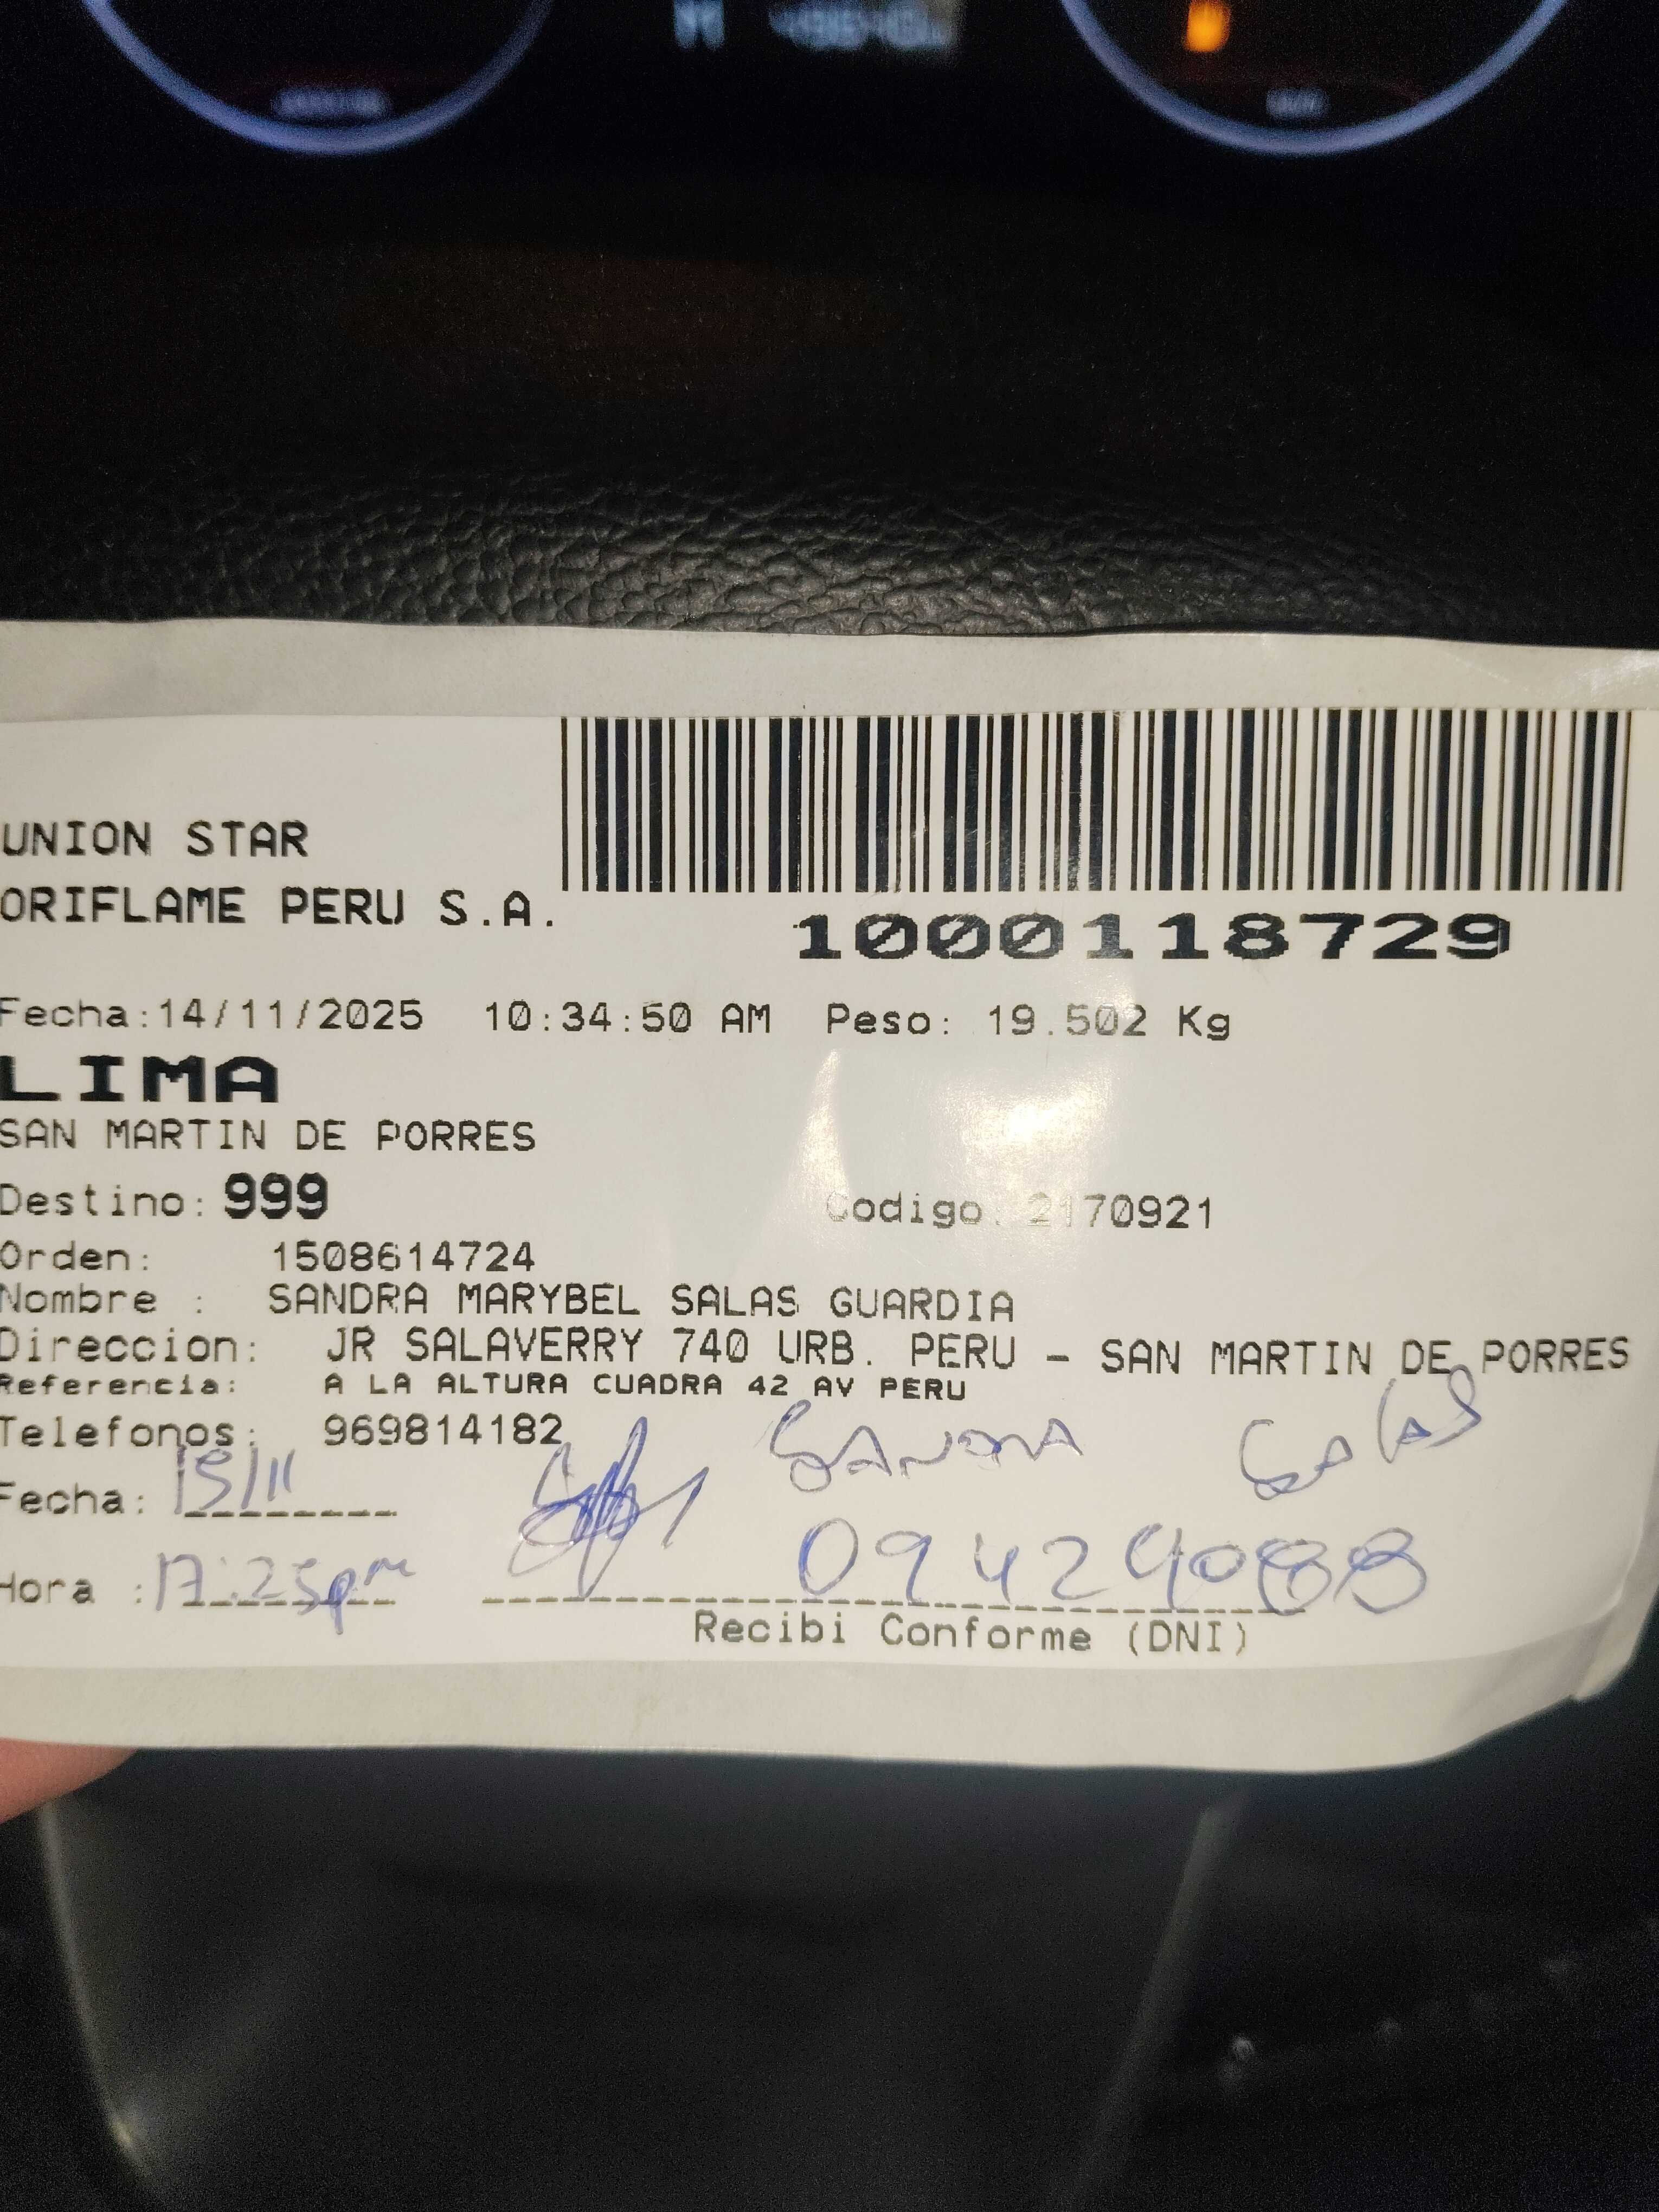 UNION STAR
ORIFLAME PERU S.A.
1000118729
Fecha:14/11/2025 10:34:50 AM Peso: 19.502 Kg
LIMA
SAN MARTIN DE PORRES
Destino: 999 Codigo: 2170921
Orden: 1508614724
Nombre : SANDRA MARYBEL SALAS GUARDIA
Direccion: JR SALAVERRY 740 URB. PERU - SAN MARTIN DE PORRES
Referencia: A LA ALTURA CUADRA 42 AV PERU
Telefonos: 969814182
SANDRA SALAS
Fecha: 15/11
Hora : 17:25pm 09424088
Recibi Conforme (DNI)